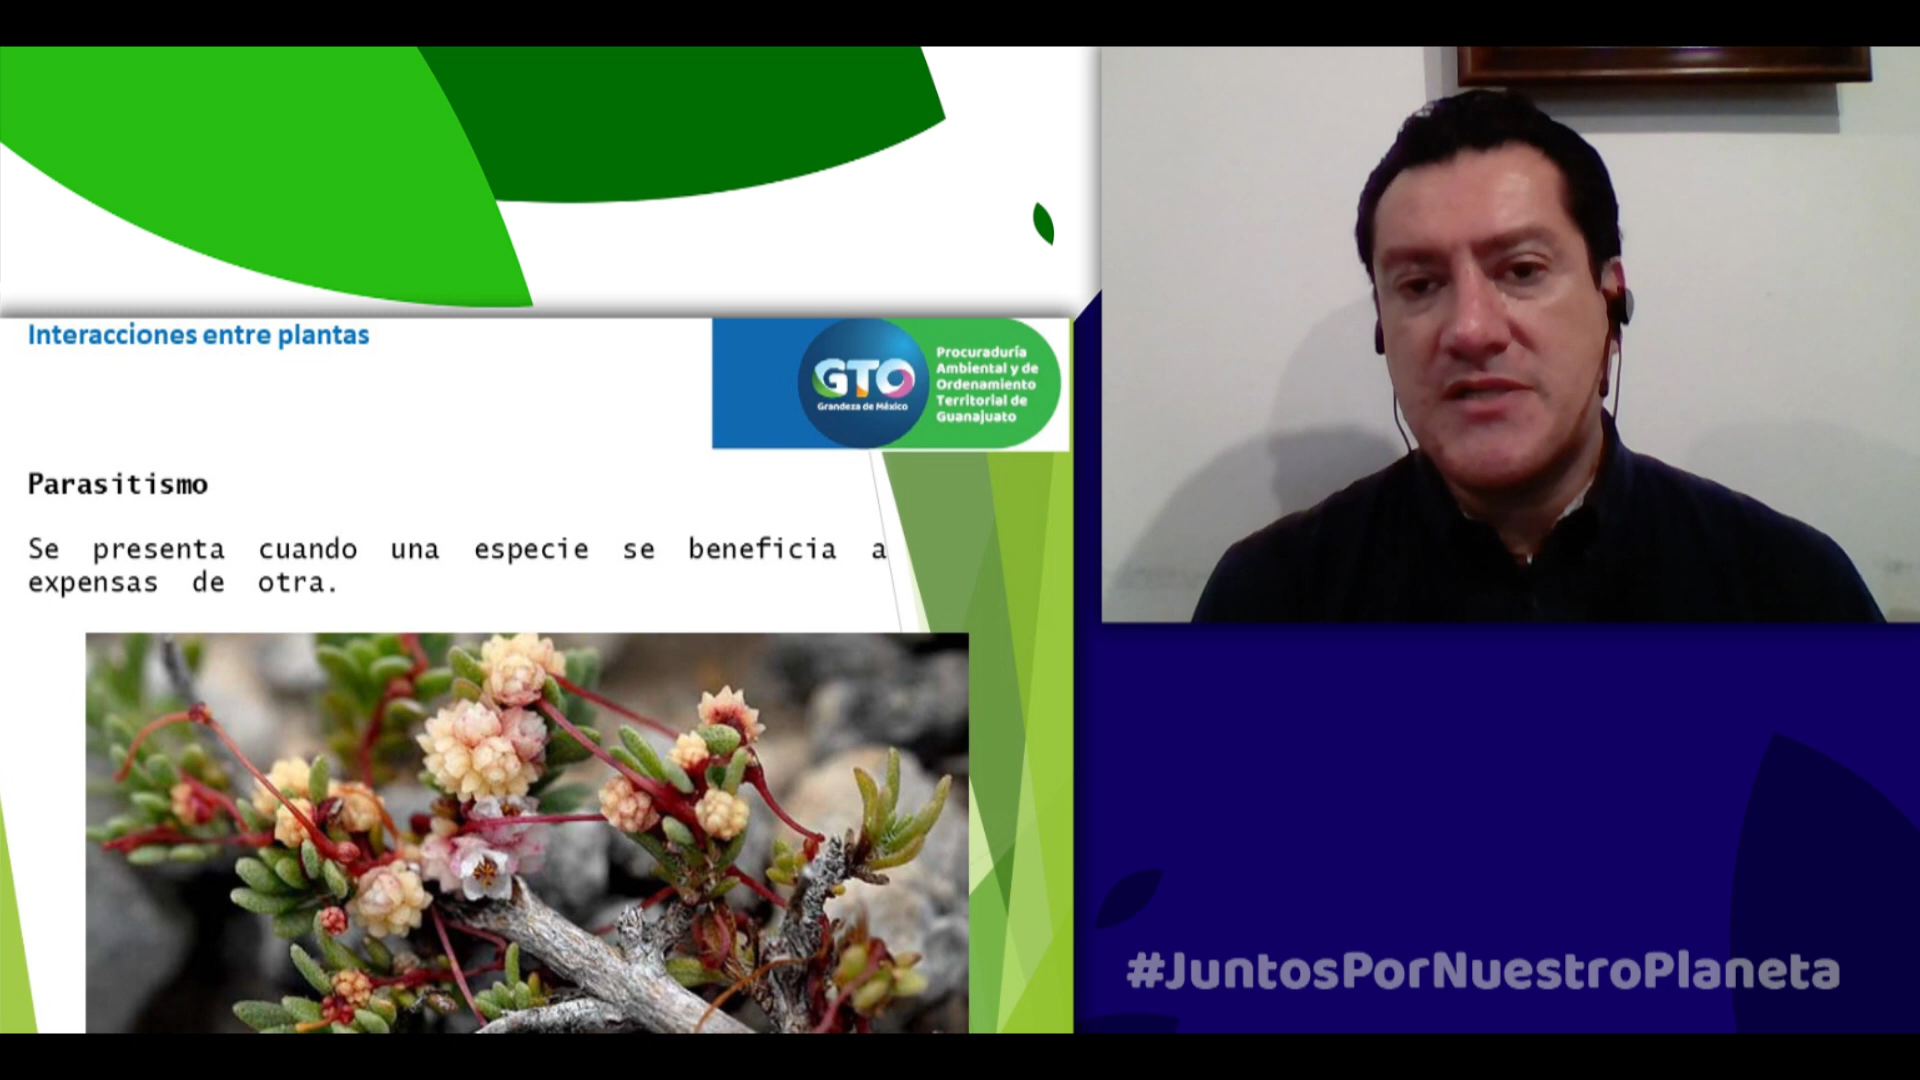 Interacciones entre plantas
GTO
Grandeza de México
Procuraduría
Ambiental y de
Ordenamiento
Territorial de
Guanajuato
Parasitismo
Se presenta cuando una especie se beneficia a
expensas de otra.
#JuntosPorNuestroPlaneta